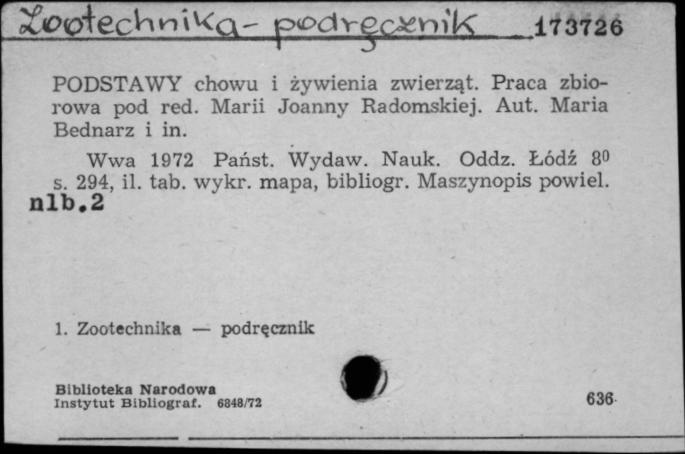 Zootechnika - podręcznik 173726
PODSTAWY chowu i żywienia zwierząt. Praca zbio-
rowa pod red. Marii Joanny Radomskiej. Aut. Maria
Bednarz i in.
Wwa 1972 Państ. Wydaw. Nauk. Oddz. Łódź 8⁰
s. 294, il. tab. wykr. mapa, bibliogr. Maszynopis powiel.
nlb.2
1. Zootechnika — podręcznik
Biblioteka Narodowa
Instytut Bibliograf. 6848/72 636